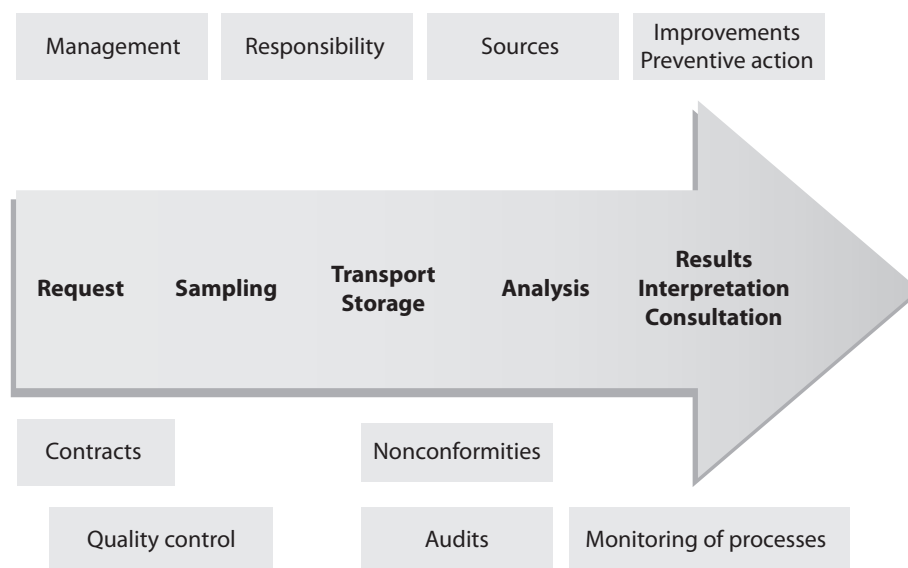 Management
Responsibility
Sources
Improvements
Preventive action
Request
Sampling
Transport
Storage
Analysis
Results
Interpretation
Consultation
Contracts
Nonconformities
Quality control
Audits
Monitoring of processes